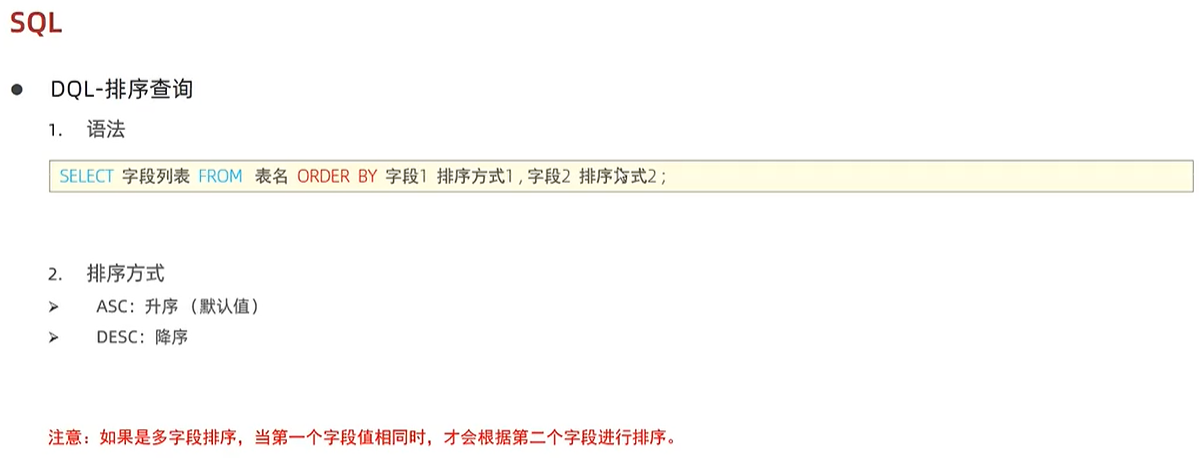 SQL
● DQL-排序查询
1. 语法
SELECT 字段列表 FROM 表名 ORDER BY 字段1 排序方式1 , 字段2 排序方式2 ;
2. 排序方式
➢ ASC：升序（默认值）
➢ DESC：降序
注意：如果是多字段排序，当第一个字段值相同时，才会根据第二个字段进行排序。